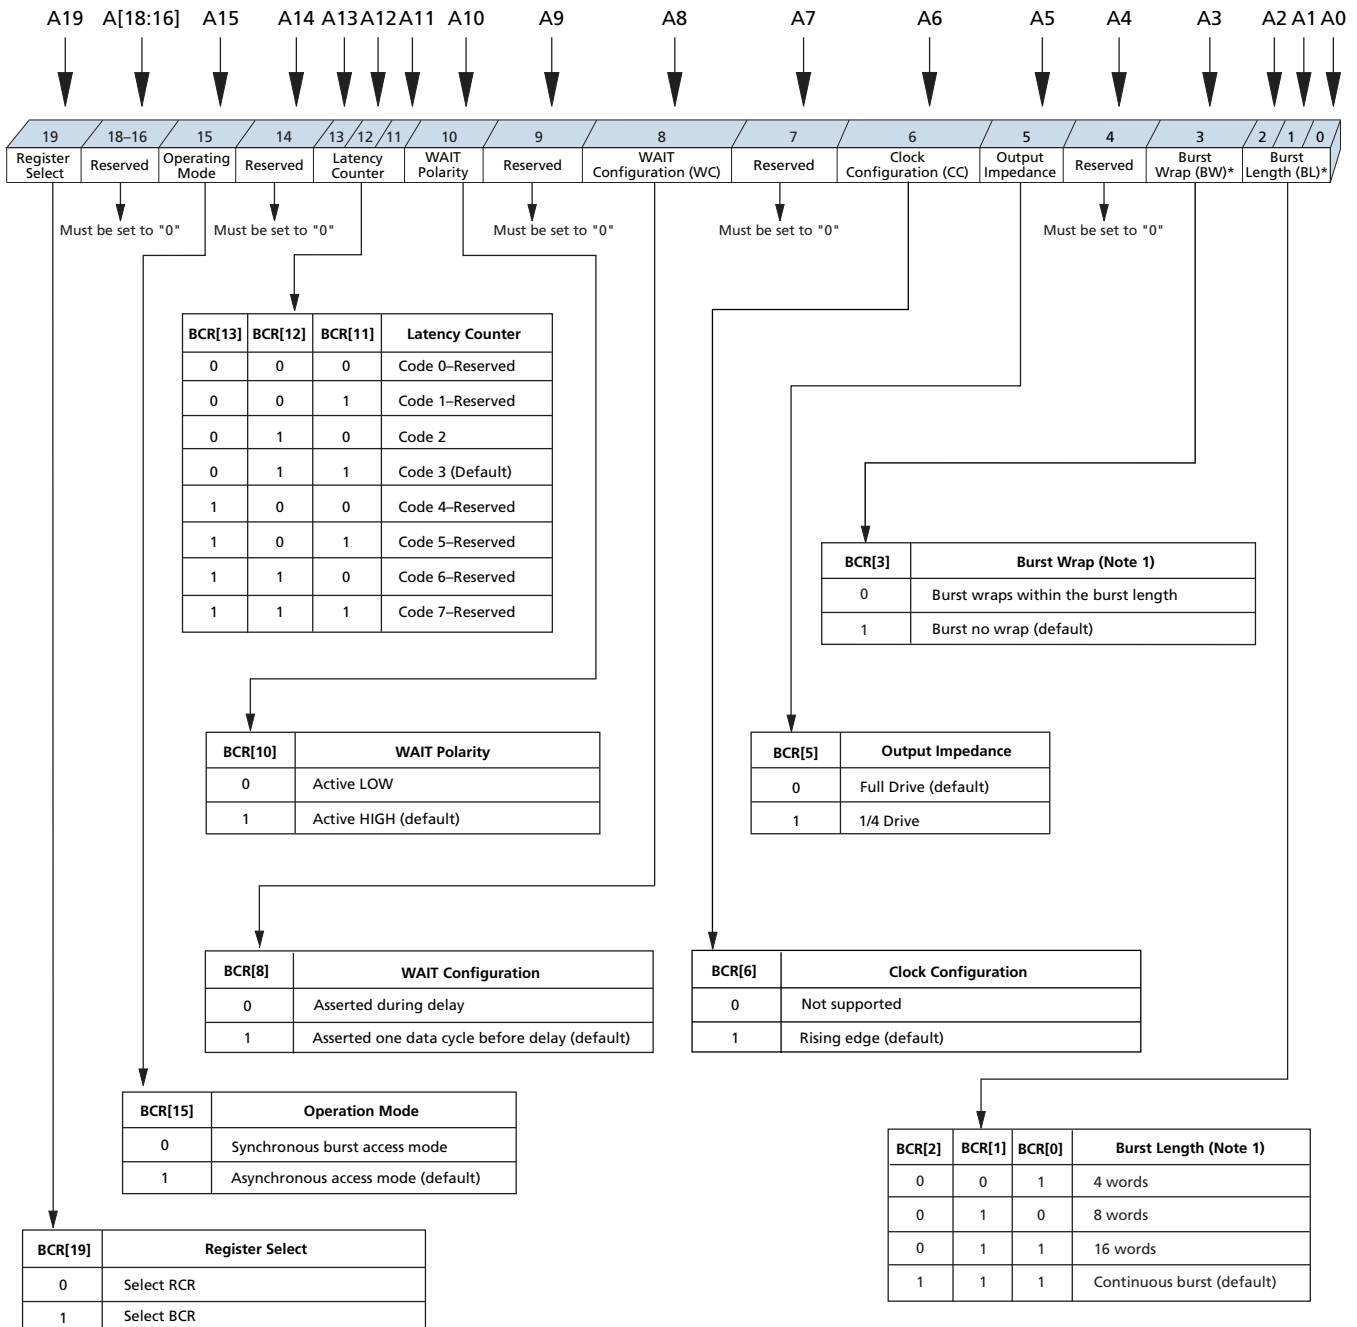 A19 A[18:16] A15 A14 A13 A12 A11 A10 A9 A8 A7 A6 A5 A4 A3 A2 A1 A0
19 18–16 15 14 13 12 11 10 9 8 7 6 5 4 3 2 1 0
Register Select
Reserved
Operating Mode
Reserved
Latency Counter
WAIT Polarity
Reserved
WAIT Configuration (WC)
Reserved
Clock Configuration (CC)
Output Impedance
Reserved
Burst Wrap (BW)*
Burst Length (BL)*
Must be set to "0" Must be set to "0" Must be set to "0" Must be set to "0" Must be set to "0"
BCR[13] BCR[12] BCR[11] Latency Counter
0 0 0 Code 0–Reserved
0 0 1 Code 1–Reserved
0 1 0 Code 2
0 1 1 Code 3 (Default)
1 0 0 Code 4–Reserved
1 0 1 Code 5–Reserved
1 1 0 Code 6–Reserved
1 1 1 Code 7–Reserved
BCR[3] Burst Wrap (Note 1)
0 Burst wraps within the burst length
1 Burst no wrap (default)
BCR[10] WAIT Polarity
0 Active LOW
1 Active HIGH (default)
BCR[5] Output Impedance
0 Full Drive (default)
1 1/4 Drive
BCR[8] WAIT Configuration
0 Asserted during delay
1 Asserted one data cycle before delay (default)
BCR[6] Clock Configuration
0 Not supported
1 Rising edge (default)
BCR[15] Operation Mode
0 Synchronous burst access mode
1 Asynchronous access mode (default)
BCR[2] BCR[1] BCR[0] Burst Length (Note 1)
0 0 1 4 words
0 1 0 8 words
0 1 1 16 words
1 1 1 Continuous burst (default)
BCR[19] Register Select
0 Select RCR
1 Select BCR